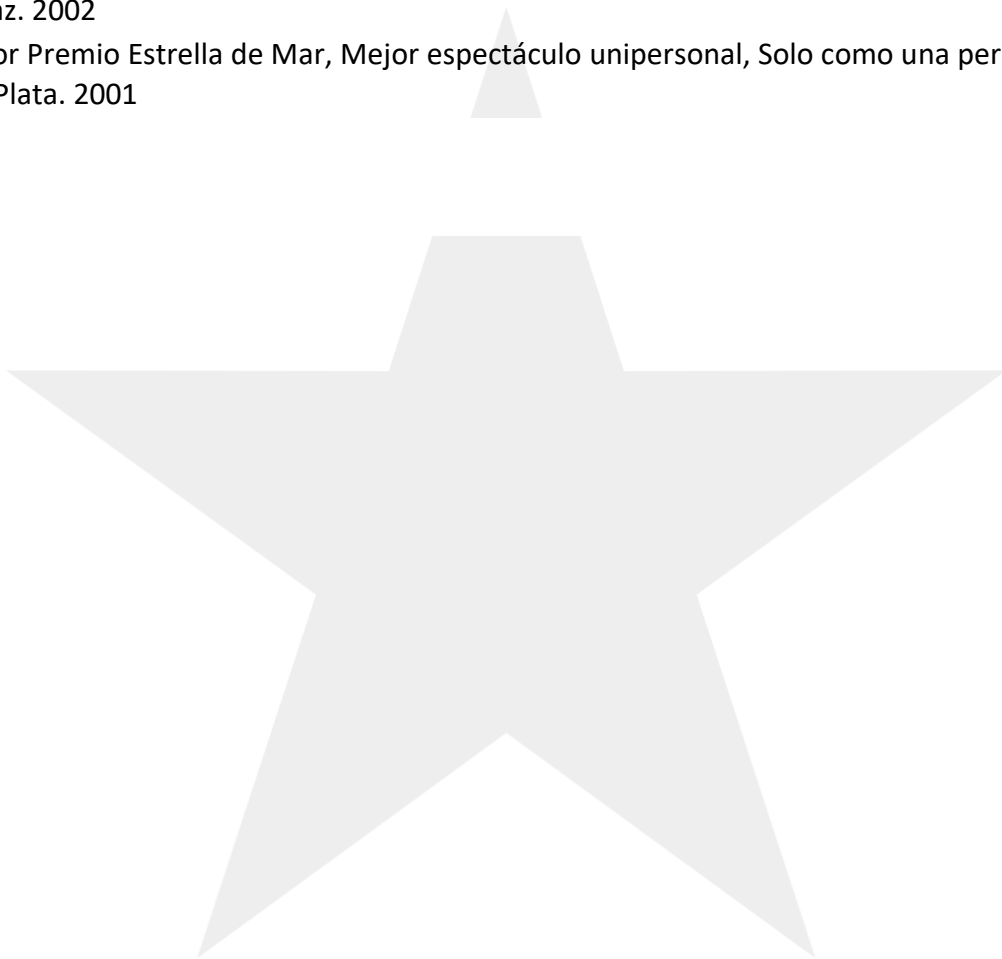 az. 2002
or Premio Estrella de Mar, Mejor espectáculo unipersonal, Solo como una per
Plata. 2001